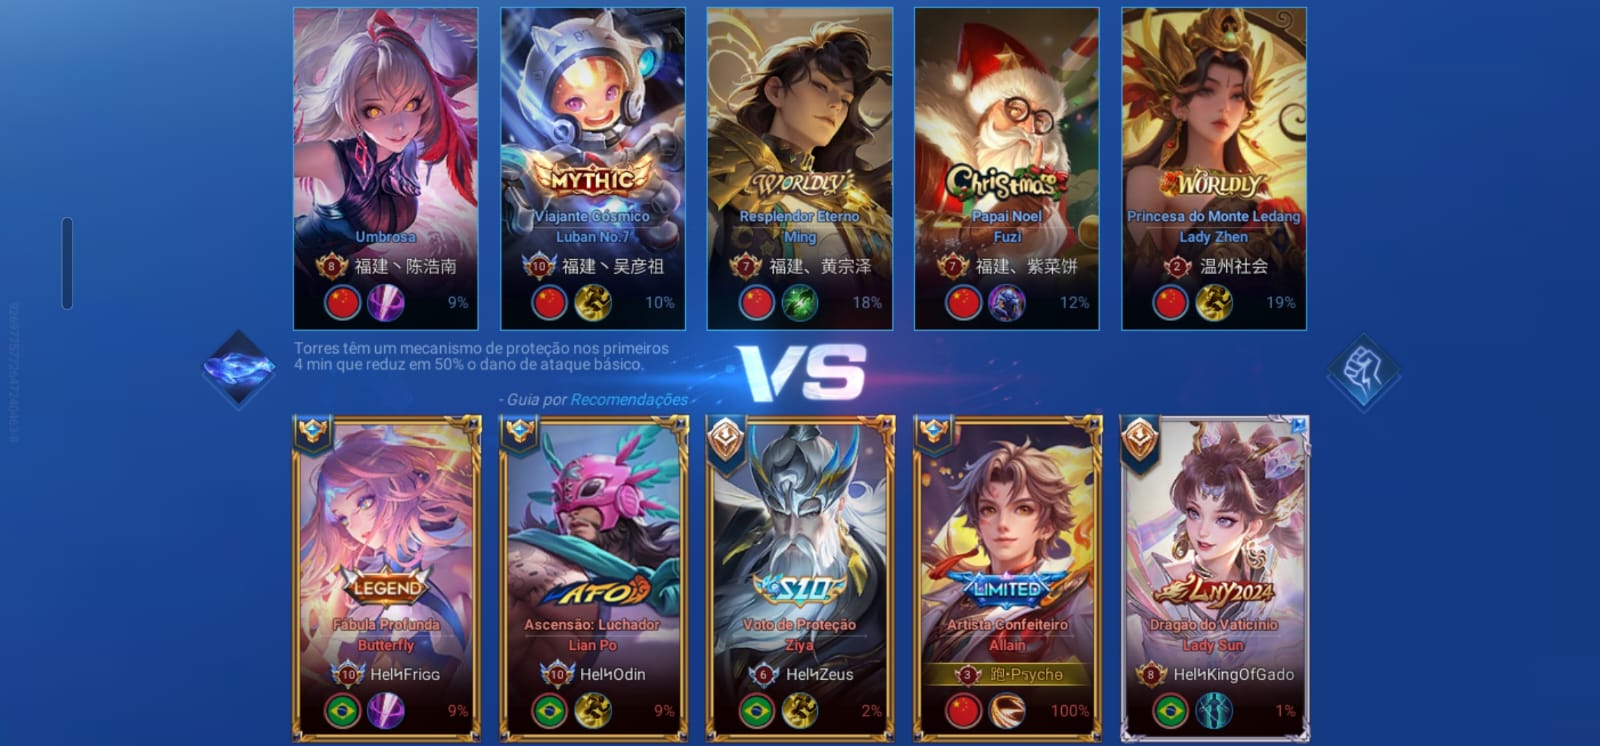 MYTHIC
WORLDLY
Christmas
WORLDLY
Viajante Cósmico
Resplendor Eterno
Papai Noel
Princesa do Monte Ledang
Umbrosa
Luban No.7
Ming
Fuzi
Lady Zhen
8 福建丶陈浩南
10 福建丶吴彦祖
7 福建、黄宗泽
7 福建、紫菜饼
2 温州社会
9%
10%
18%
12%
19%
Torres têm um mecanismo de proteção nos primeiros
4 min que reduz em 50% o dano de ataque básico.
VS
- Guia por Recomendações -
LEGEND
AFO
S10
LIMITED
LNY2024
Fábula Profunda
Ascensão: Luchador
Voto de Proteção
Artista Confeiteiro
Dragão do Vaticínio
Butterfly
Lian Po
Ziya
Allain
Lady Sun
10 HelϞFrigg
10 HelϞOdin
6 HelϞZeus
3 跑•Psycho
8 HelϞKingOfGado
9%
9%
2%
100%
1%